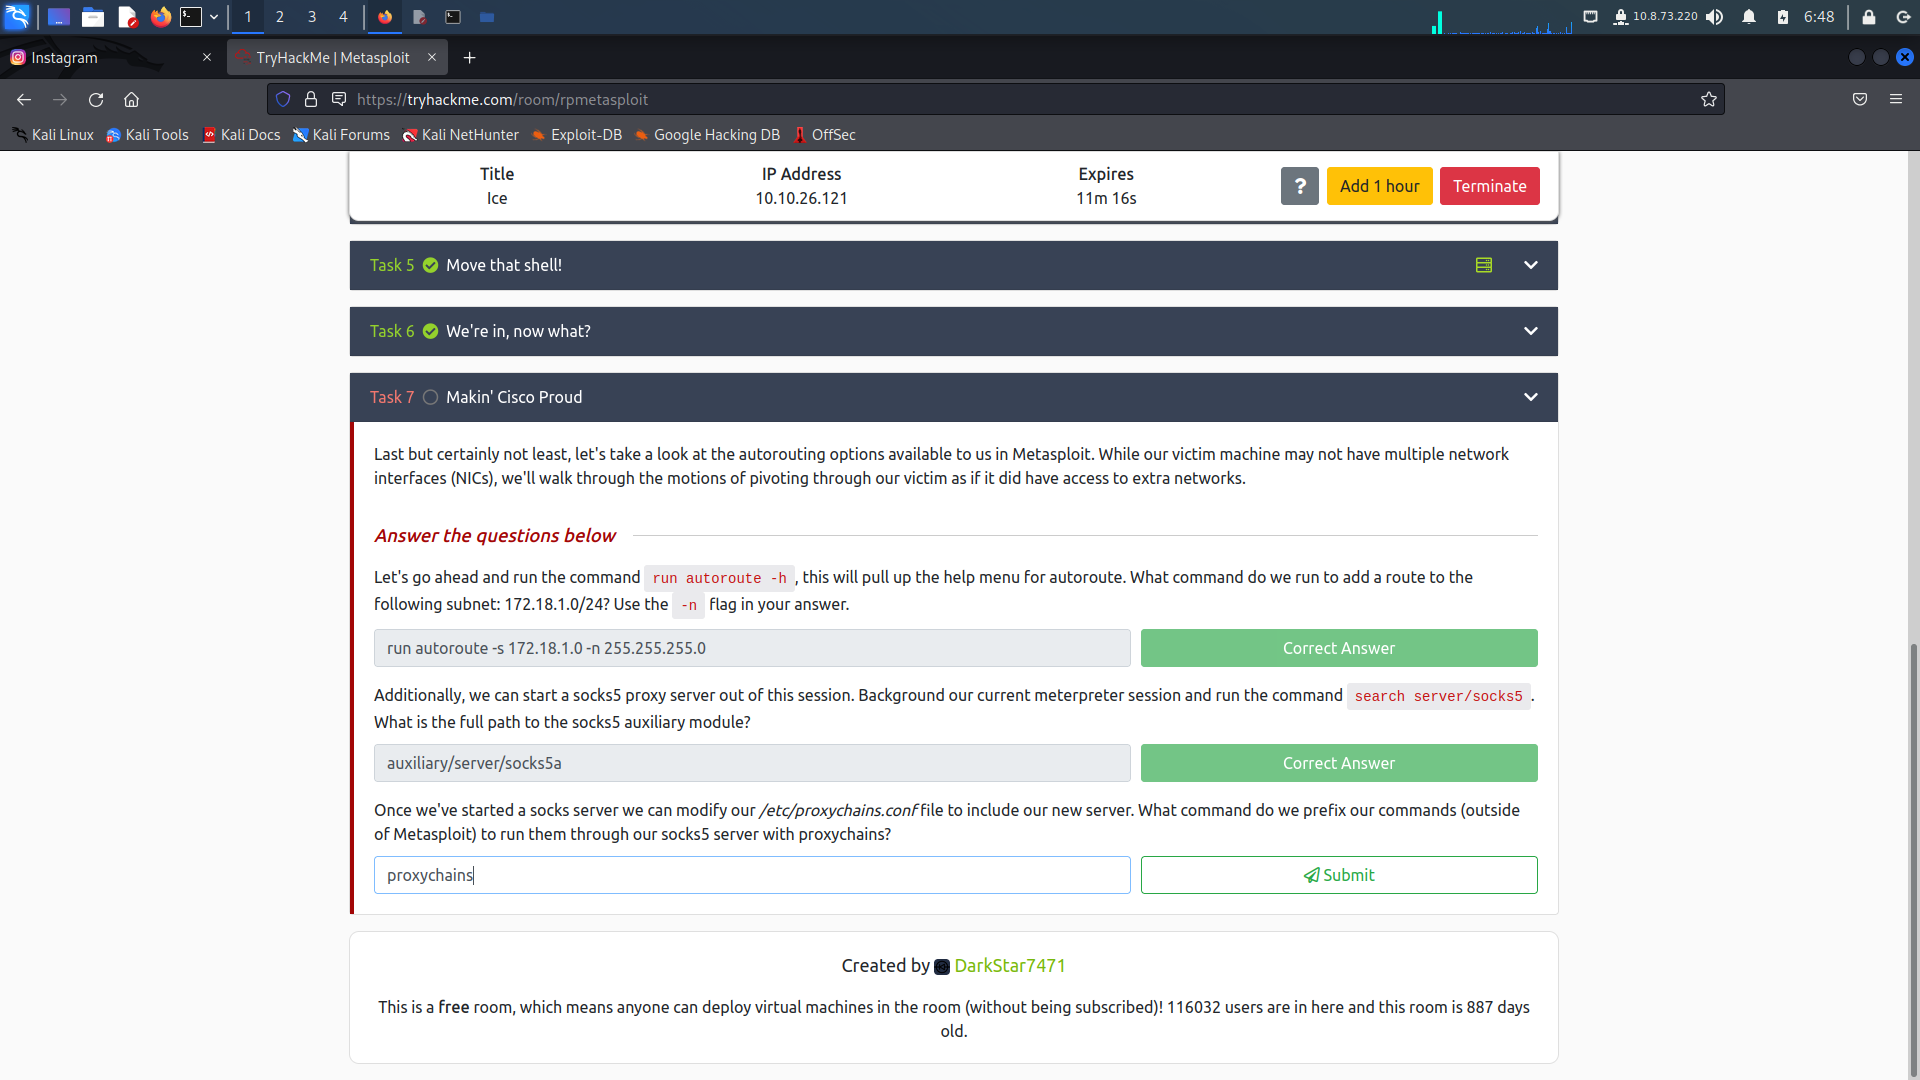 1 2 3 4
10.8.73.220
6:48
Instagram
TryHackMe | Metasploit
https://tryhackme.com/room/rpmetasploit
Kali Linux Kali Tools Kali Docs Kali Forums Kali NetHunter Exploit-DB Google Hacking DB OffSec
Title IP Address Expires
Ice 10.10.26.121 11m 16s
? Add 1 hour Terminate
Task 5 Move that shell!
Task 6 We're in, now what?
Task 7 Makin' Cisco Proud
Last but certainly not least, let's take a look at the autorouting options available to us in Metasploit. While our victim machine may not have multiple network
interfaces (NICs), we'll walk through the motions of pivoting through our victim as if it did have access to extra networks.
Answer the questions below
Let's go ahead and run the command run autoroute -h , this will pull up the help menu for autoroute. What command do we run to add a route to the
following subnet: 172.18.1.0/24? Use the -n flag in your answer.
run autoroute -s 172.18.1.0 -n 255.255.255.0 Correct Answer
Additionally, we can start a socks5 proxy server out of this session. Background our current meterpreter session and run the command search server/socks5 .
What is the full path to the socks5 auxiliary module?
auxiliary/server/socks5a Correct Answer
Once we've started a socks server we can modify our /etc/proxychains.conf file to include our new server. What command do we prefix our commands (outside
of Metasploit) to run them through our socks5 server with proxychains?
proxychains Submit
Created by DarkStar7471
This is a free room, which means anyone can deploy virtual machines in the room (without being subscribed)! 116032 users are in here and this room is 887 days
old.